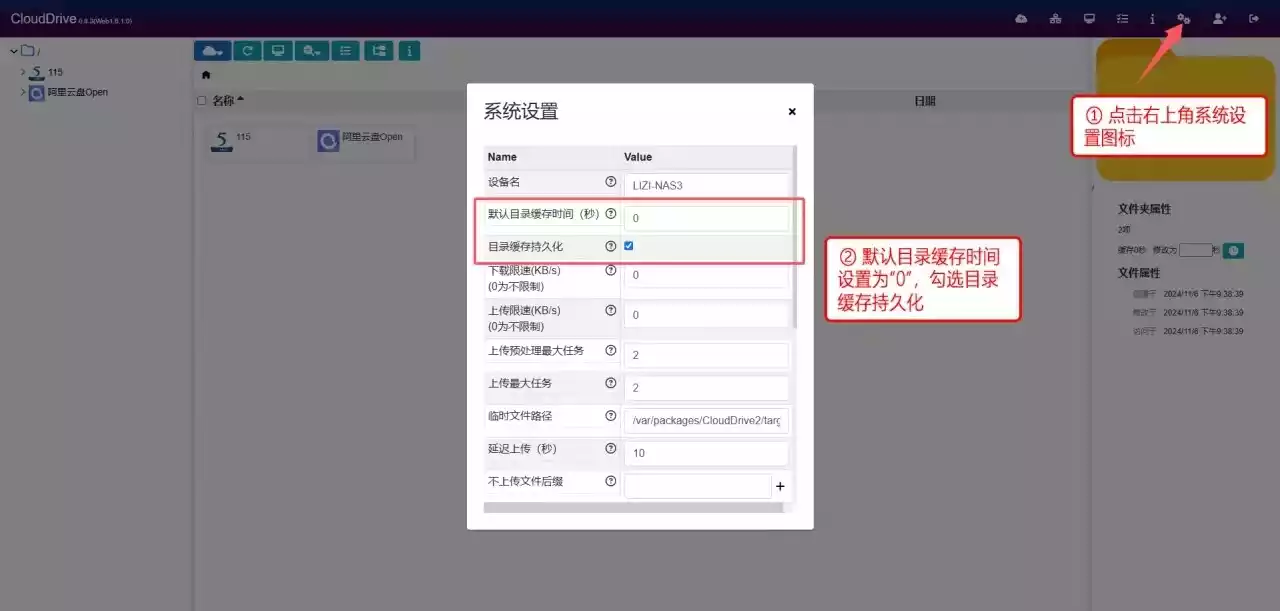 CloudDrive 0.8.3(Web1.6.1.0)
/
115
阿里云盘Open
名称
日期
115
阿里云盘Open
系统设置
×
Name Value
设备名 LIZI-NAS3
默认目录缓存时间（秒） 0
目录缓存持久化
下载限速(KB/s) 0
(0为不限制)
上传限速(KB/s) 0
(0为不限制)
上传预处理最大任务 2
上传最大任务 2
临时文件路径 /var/packages/CloudDrive2/targ
延迟上传（秒） 10
不上传文件后缀 +
① 点击右上角系统设
置图标
② 默认目录缓存时间
设置为“0”，勾选目录
缓存持久化
/
文件夹属性
2项
缓存0秒 修改为 秒
文件属性
创建于 2024/11/6 下午9:38:39
修改于 2024/11/6 下午9:38:39
访问于 2024/11/6 下午9:38:39